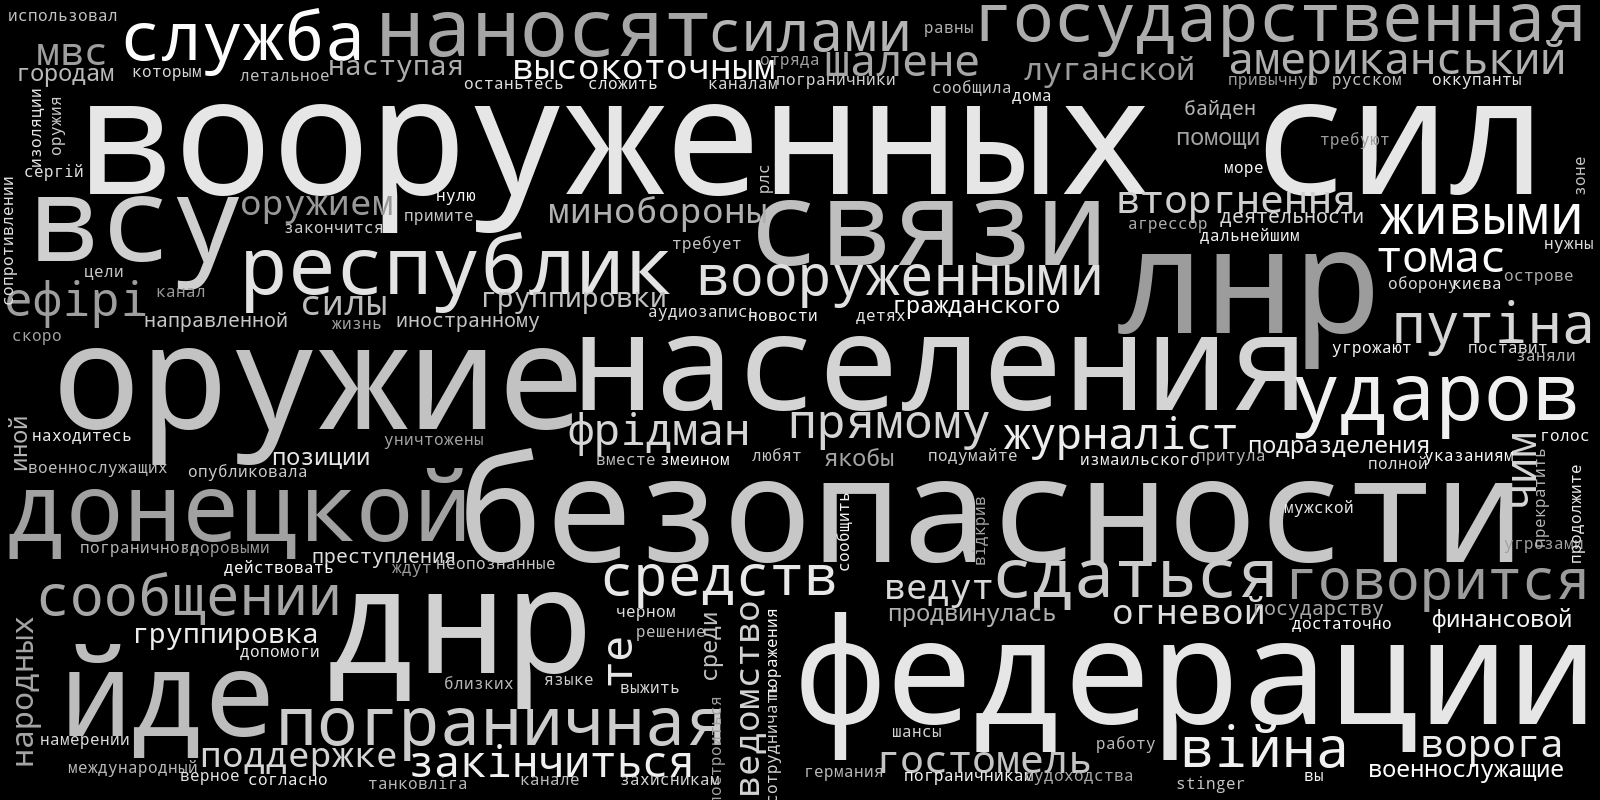 использовал
служба
наносят
силами
равны
государственная
мвс
городам
которым
летальное
наступая
высокоточным
отряда
шалене
луганской
американський
останьтесь
сложить
каналам
пограничники
сообщила
дома
привычную
русском
оккупанты
вооруженных
сил
байден
помощи
требуют
изоляции
оружия
сергій
рлс
море
зоне
всу
оружием
нулю
примите
закончится
минобороны
связи
вторгнення
агрессор
деятельности
дальнейшим
живыми
сопротивлении
цели
республик
требует
вооруженными
лнр
томас
нужны
ефірі
канал
силы
группировки
гражданского
оборону
києва
острове
направленной
жизнь
иностранному
аудиозапись
новости
детях
путіна
скоро
оружие
населения
угрожают
поставит
заняли
ударов
иной
находитесь
уничтожены
фрідман
прямому
журналіст
подразделения
чим
голос
военнослужащих
опубликовала
позиции
вместе
змеином
любят
якобы
подумайте
измаильского
притула
полной
указаниям
донецкой
безопасности
сообщить
відкрив
мужской
прекратить
продолжите
пограничного
здоровыми
преступления
угрозами
действовать
ждут
неопознанные
средств
ведут
сдаться
говорится
сообщении
днр
черном
решение
продвинулась
огневой
государству
достаточно
финансовой
народных
группировка
допомоги
те
среди
ведомство
поражения
федерации
йде
близких
языке
выжить
пограничная
построиться
сотрудничать
намерении
поддержке
закінчиться
шансы
гостомель
работу
війна
ворога
международный
верное
согласно
танковліга
канале
захисникам
германия
пограничникам
судоходства
stinger
вы
военнослужащие